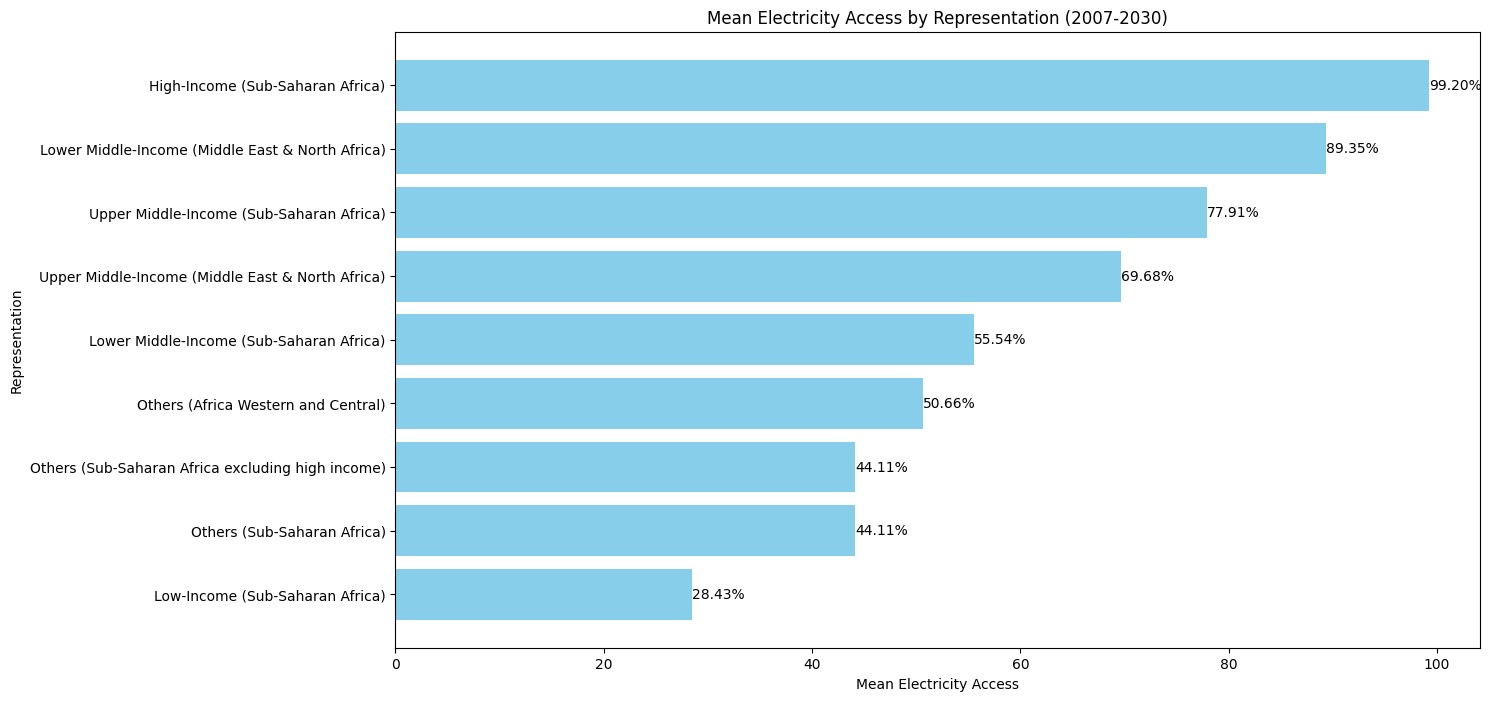 Mean Electricity Access by Representation (2007-2030)
High-Income (Sub-Saharan Africa) 99.20%
Lower Middle-Income (Middle East & North Africa) 89.35%
Upper Middle-Income (Sub-Saharan Africa) 77.91%
Upper Middle-Income (Middle East & North Africa) 69.68%
Lower Middle-Income (Sub-Saharan Africa) 55.54%
Others (Africa Western and Central) 50.66%
Others (Sub-Saharan Africa excluding high income) 44.11%
Others (Sub-Saharan Africa) 44.11%
Low-Income (Sub-Saharan Africa) 28.43%
Representation
0 20 40 60 80 100
Mean Electricity Access